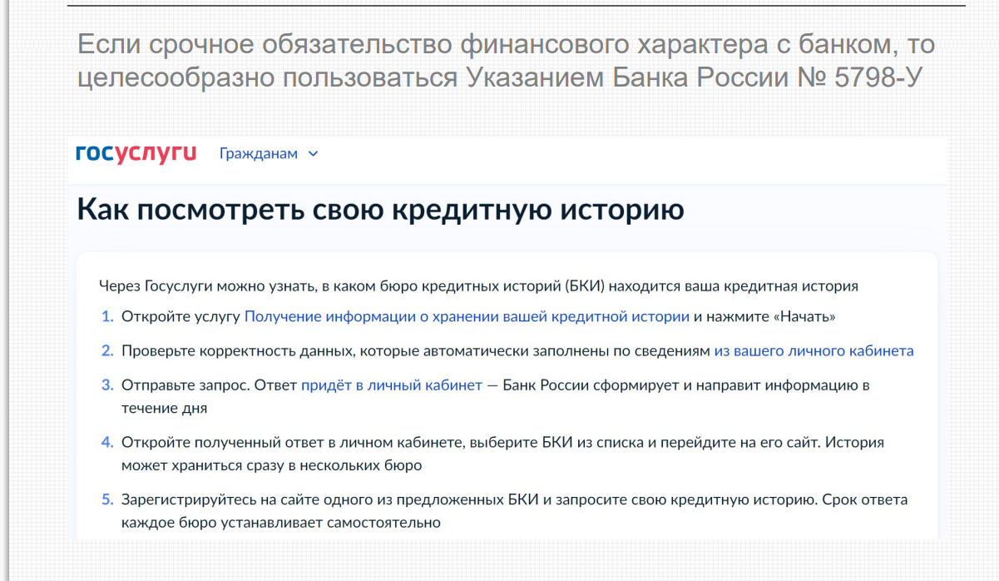 Если срочное обязательство финансового характера с банком, то
целесообразно пользоваться Указанием Банка России № 5798-У
госуслуги Гражданам
Как посмотреть свою кредитную историю
Через Госуслуги можно узнать, в каком бюро кредитных историй (БКИ) находится ваша кредитная история
1. Откройте услугу Получение информации о хранении вашей кредитной истории и нажмите «Начать»
2. Проверьте корректность данных, которые автоматически заполнены по сведениям из вашего личного кабинета
3. Отправьте запрос. Ответ придёт в личный кабинет — Банк России сформирует и направит информацию в
течение дня
4. Откройте полученный ответ в личном кабинете, выберите БКИ из списка и перейдите на его сайт. История
может храниться сразу в нескольких бюро
5. Зарегистрируйтесь на сайте одного из предложенных БКИ и запросите свою кредитную историю. Срок ответа
каждое бюро устанавливает самостоятельно